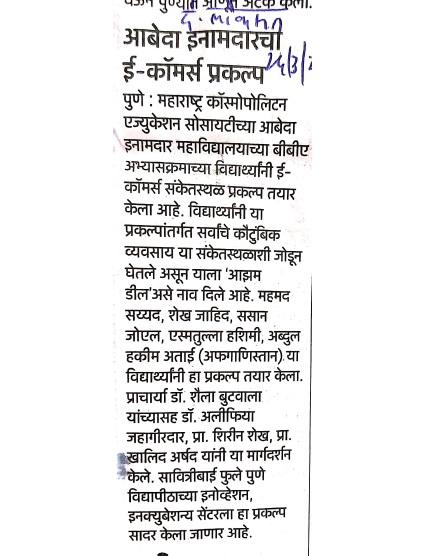 पुण्यात आणून अटक केली.
आबेदा इनामदारचा
ई-कॉमर्स प्रकल्प
पुणे : महाराष्ट्र कॉस्मोपोलिटन
एज्युकेशन सोसायटीच्या आबेदा
इनामदार महाविद्यालयाच्या बीबीए
अभ्यासक्रमाच्या विद्यार्थ्यांनी ई-
कॉमर्स संकेतस्थळ प्रकल्प तयार
केला आहे. विद्यार्थ्यांनी या
प्रकल्पांतर्गत सर्वांचे कौटुंबिक
व्यवसाय या संकेतस्थळाशी जोडून
घेतले असून याला ‘आझम
डील’असे नाव दिले आहे. महमद
सय्यद, शेख जाहिद, ससान
जोएल, एस्मतुल्ला हशिमी, अब्दुल
हकीम अताई (अफगाणिस्तान) या
विद्यार्थ्यांनी हा प्रकल्प तयार केला.
प्राचार्या डॉ. शैला बुटवाला
यांच्यासह डॉ. अलीफिया
जहागीरदार, प्रा. शिरीन शेख, प्रा.
खालिद अर्षद यांनी या मार्गदर्शन
केले. सावित्रीबाई फुले पुणे
विद्यापीठाच्या इनोव्हेशन,
इनक्युबेशन्य सेंटरला हा प्रकल्प
सादर केला जाणार आहे.